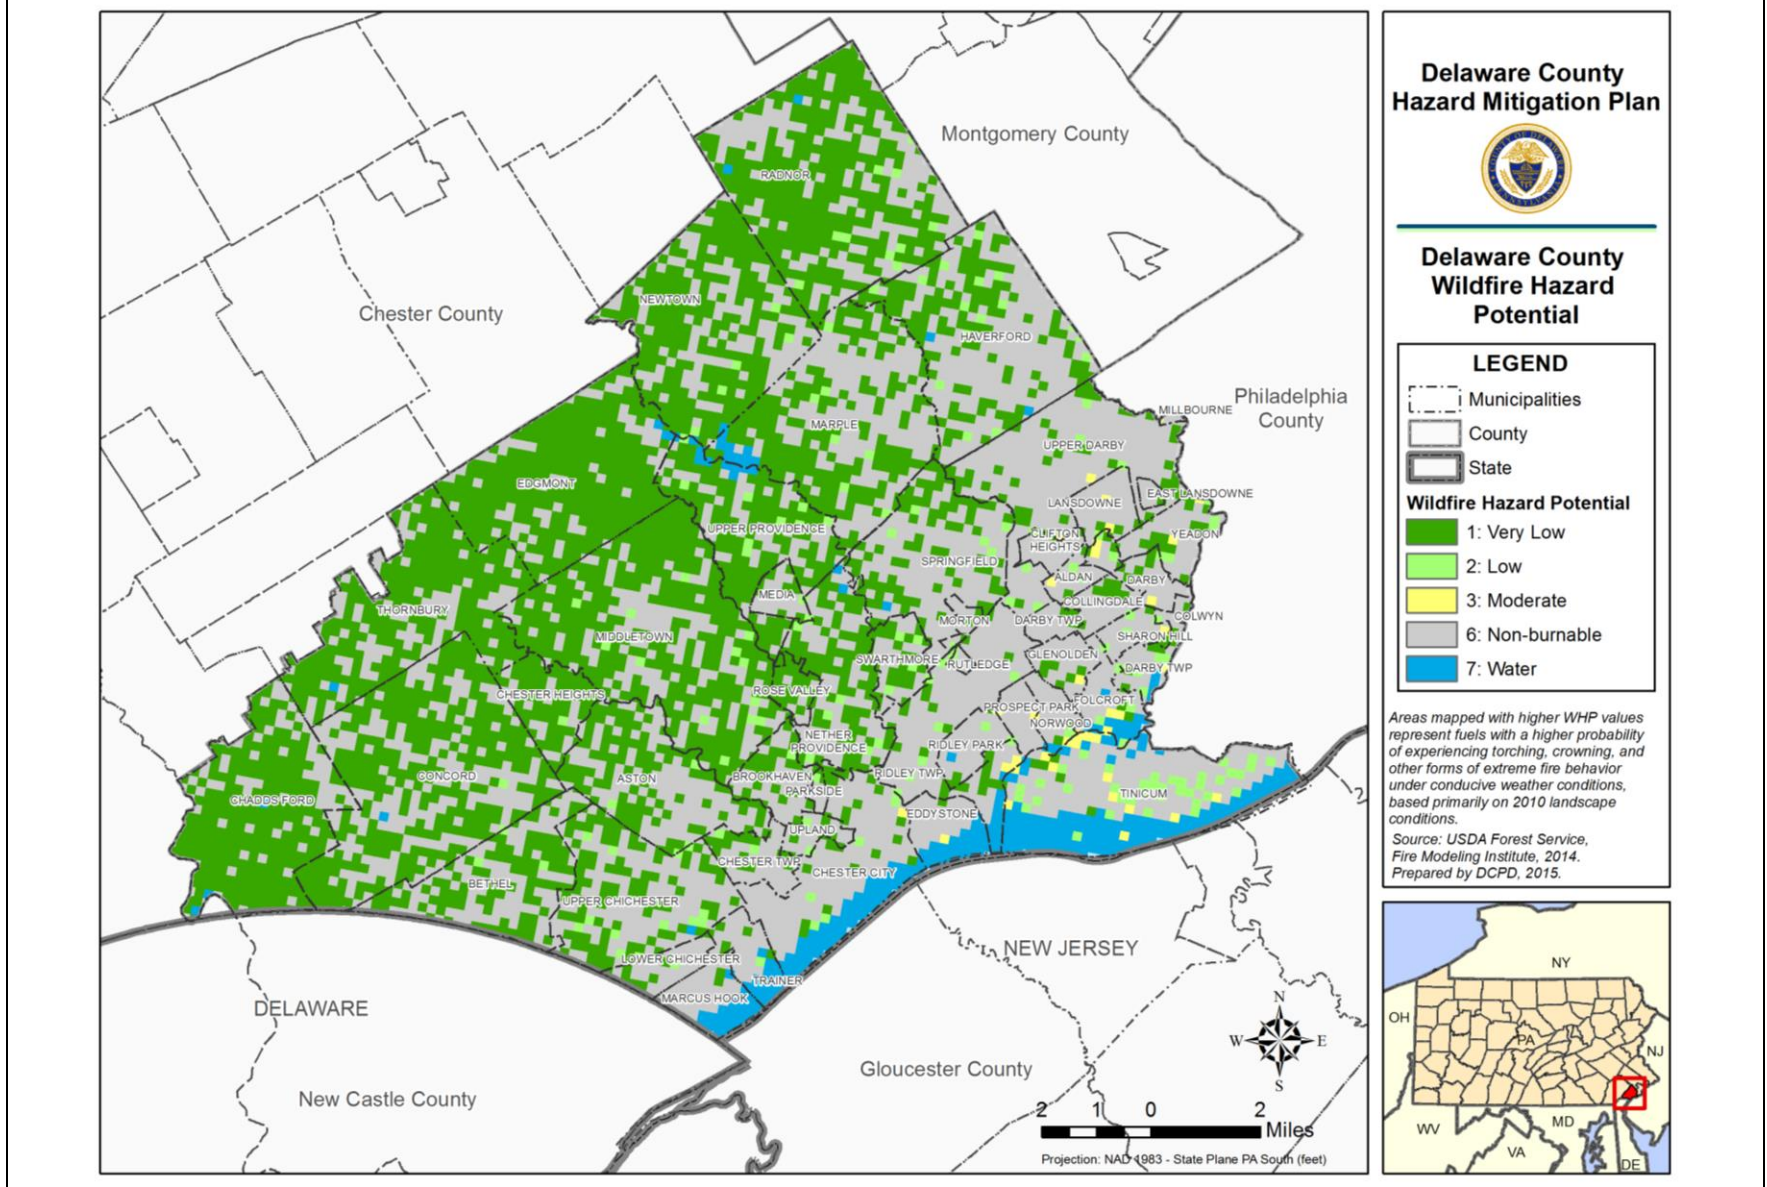 Delaware County
Hazard Mitigation Plan
Delaware County
Wildfire Hazard
Potential
LEGEND
Municipalities
County
State
Wildfire Hazard Potential
1: Very Low
2: Low
3: Moderate
6: Non-burnable
7: Water
Areas mapped with higher WHP values
represent fuels with a higher probability
of experiencing torching, crowning, and
other forms of extreme fire behavior
under conducive weather conditions,
based primarily on 2010 landscape
conditions.
Source: USDA Forest Service,
Fire Modeling Institute, 2014.
Prepared by DCPD, 2015.
Montgomery County
RADNOR
NEWTOWN
Chester County
HAVERFORD
Philadelphia
County
MILLBOURNE
MARPLE
UPPER DARBY
EDGMONT
EAST LANSDOWNE
LANSDOWNE
UPPER PROVIDENCE
CLIFTON
HEIGHTS
YEADON
SPRINGFIELD
ALDAN
DARBY
MEDIA
COLLINGDALE
THORNBURY
COLWYN
MORTON
DARBY TWP
MIDDLETOWN
SHARON HILL
GLENOLDEN
SWARTHMORE
RUTLEDGE
DARBY TWP
ROSE VALLEY
CHESTER HEIGHTS
FOLCROFT
PROSPECT PARK
NORWOOD
NETHER
PROVIDENCE
RIDLEY PARK
RIDLEY TWP
CONCORD
ASTON
BROOKHAVEN
PARKSIDE
TINICUM
CHADDS FORD
EDDYSTONE
UPLAND
CHESTER TWP
CHESTER CITY
BETHEL
UPPER CHICHESTER
LOWER CHICHESTER
TRAINER
MARCUS HOOK
NEW JERSEY
DELAWARE
Gloucester County
New Castle County
N
W
E
S
2 1 0 2
Miles
Projection: NAD 1983 - State Plane PA South (feet)
NY
OH
PA
NJ
WV
MD
VA
DE